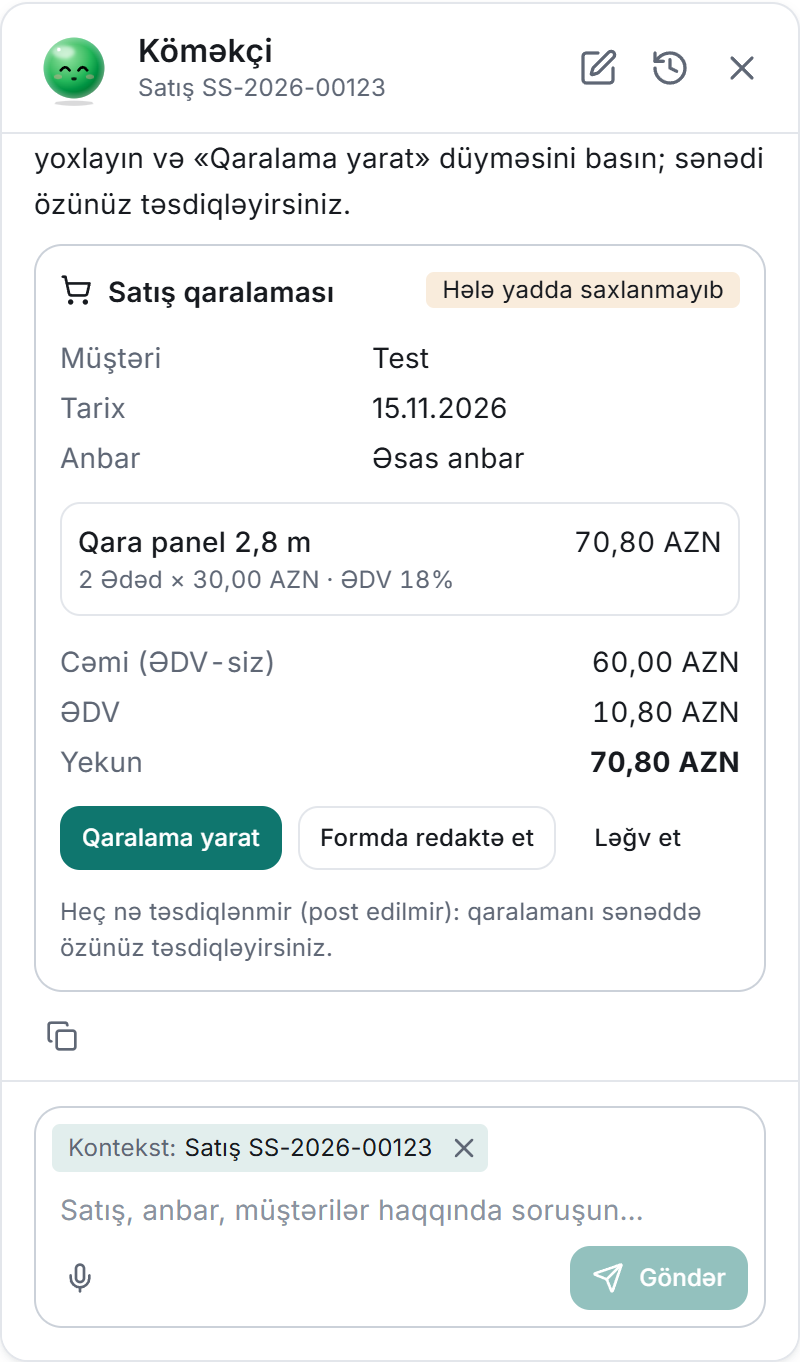 Köməkçi
Satış SS-2026-00123
yoxlayın və «Qaralama yarat» düyməsini basın; sənədi
özünüz təsdiqləyirsiniz.
Satış qaralaması
Hələ yadda saxlanmayıb
Müştəri Test
Tarix 15.11.2026
Anbar Əsas anbar
Qara panel 2,8 m 70,80 AZN
2 Ədəd × 30,00 AZN · ƏDV 18%
Cəmi (ƏDV-siz) 60,00 AZN
ƏDV 10,80 AZN
Yekun 70,80 AZN
Qaralama yarat Formda redaktə et Ləğv et
Heç nə təsdiqlənmir (post edilmir): qaralamanı sənəddə
özünüz təsdiqləyirsiniz.
Kontekst: Satış SS-2026-00123
Satış, anbar, müştərilər haqqında soruşun...
Göndər